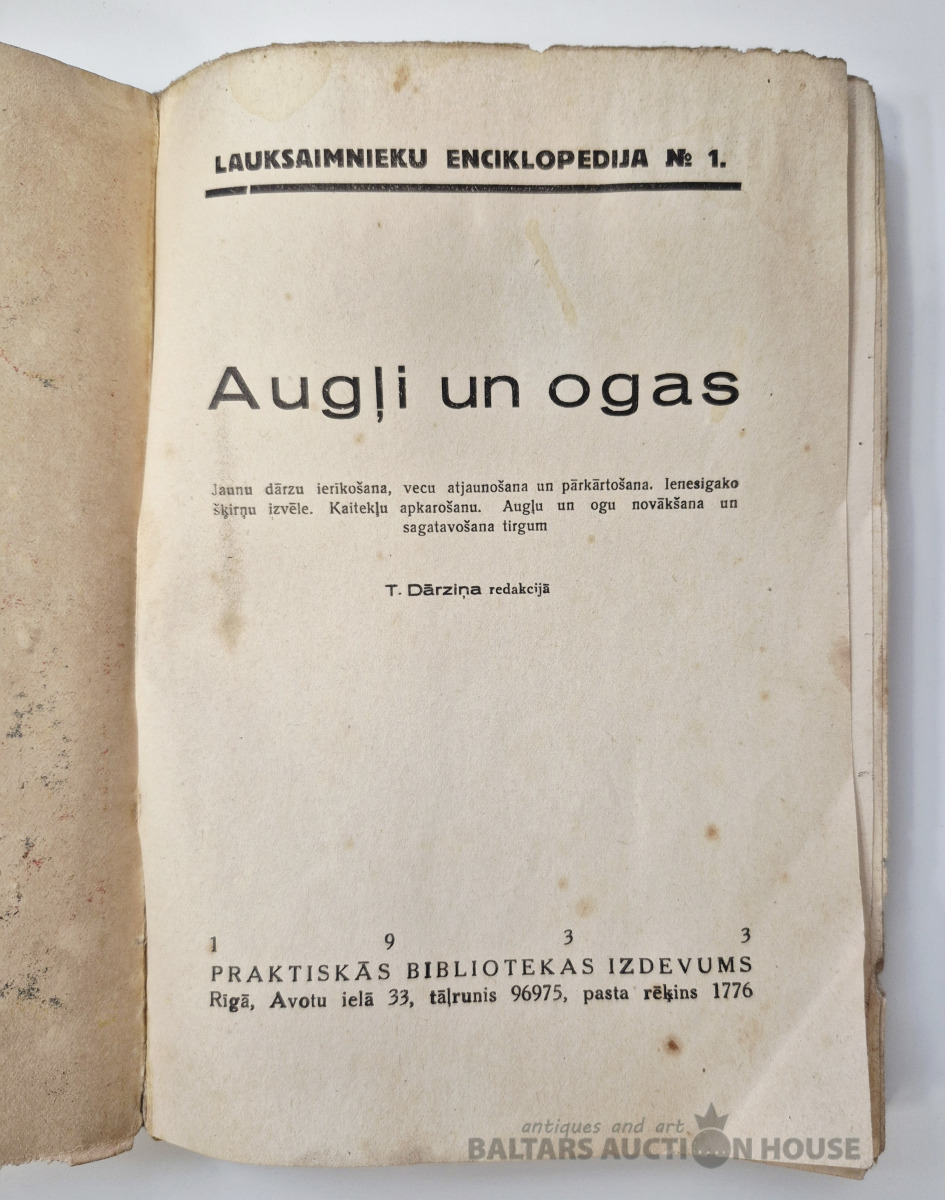 LAUKSAIMNIEKU ENCIKLOPEDIJA № 1.
Augļi un ogas
Jaunu dārzu ierīkošana, vecu atjaunošana un pārkārtošana. Ienesigako
šķirņu izvēle. Kaitekļu apkarošanu. Augļu un ogu novākšana un
sagatavošana tirgum
T. Dārziņa redakcijā
1 9 3 3
PRAKTISKĀS BIBLIOTEKAS IZDEVUMS
Rīgā, Avotu ielā 33, tāļrunis 96975, pasta rēķins 1776
antiques and art
BALTARS AUCTION HOUSE